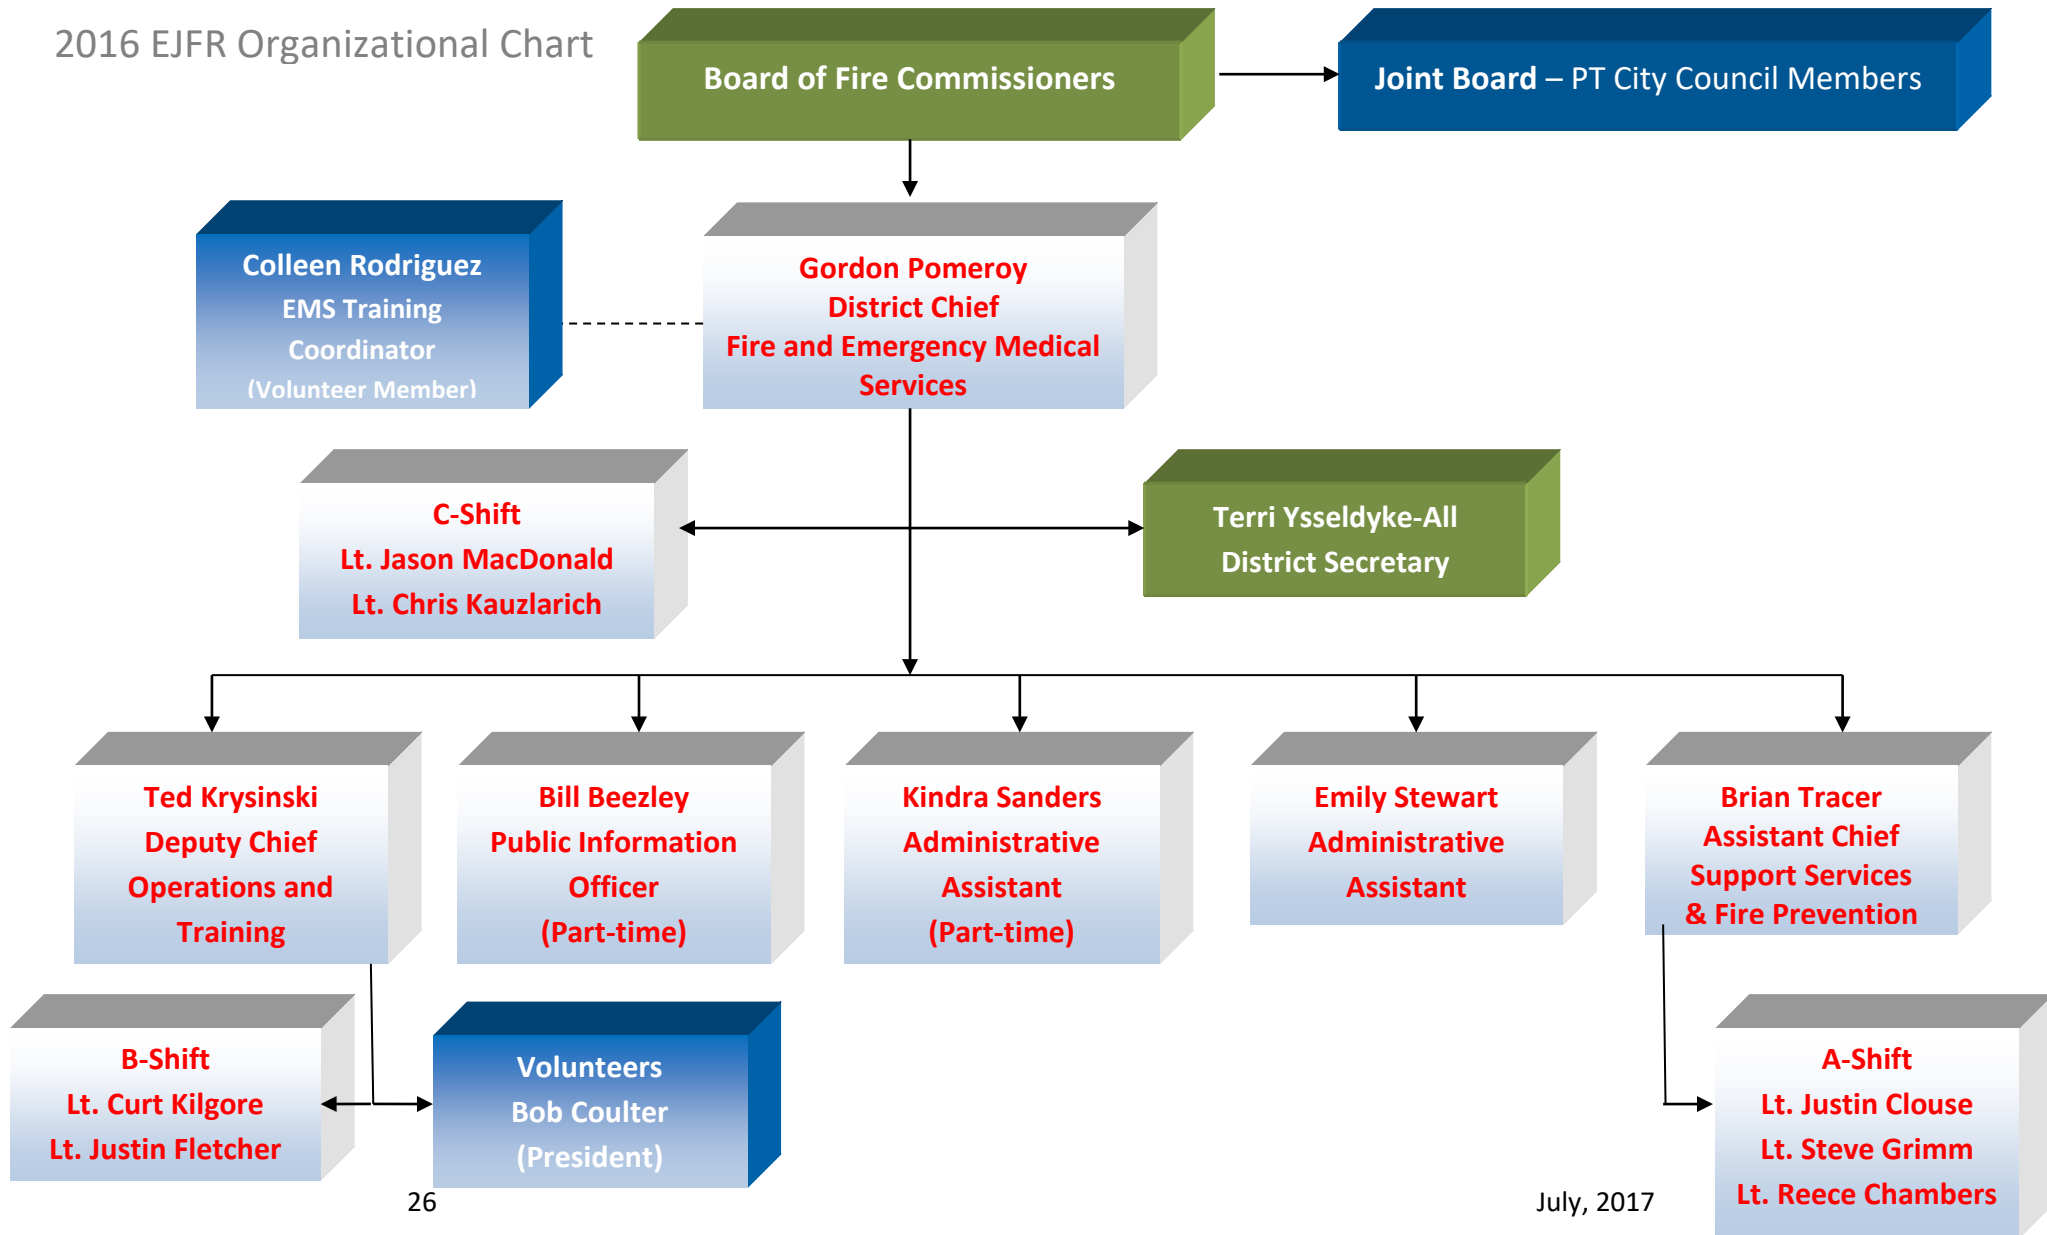 2016 EJFR Organizational Chart
Board of Fire Commissioners
Joint Board – PT City Council Members
Colleen Rodriguez
EMS Training
Coordinator
(Volunteer Member)
Gordon Pomeroy
District Chief
Fire and Emergency Medical
Services
C-Shift
Lt. Jason MacDonald
Lt. Chris Kauzlarich
Terri Ysseldyke-All
District Secretary
Ted Krysinski
Deputy Chief
Operations and
Training
Bill Beezley
Public Information
Officer
(Part-time)
Kindra Sanders
Administrative
Assistant
(Part-time)
Emily Stewart
Administrative
Assistant
Brian Tracer
Assistant Chief
Support Services
& Fire Prevention
B-Shift
Lt. Curt Kilgore
Lt. Justin Fletcher
Volunteers
Bob Coulter
(President)
A-Shift
Lt. Justin Clouse
Lt. Steve Grimm
Lt. Reece Chambers
26
July, 2017